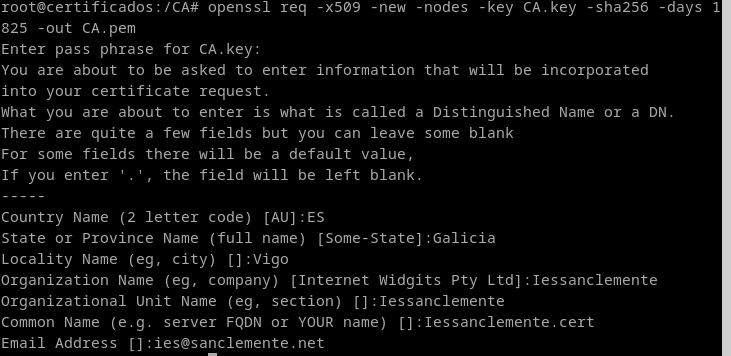 root@certificados:/CA# openssl req -x509 -new -nodes -key CA.key -sha256 -days 1
825 -out CA.pem
Enter pass phrase for CA.key:
You are about to be asked to enter information that will be incorporated
into your certificate request.
What you are about to enter is what is called a Distinguished Name or a DN.
There are quite a few fields but you can leave some blank
For some fields there will be a default value,
If you enter '.', the field will be left blank.
-----
Country Name (2 letter code) [AU]:ES
State or Province Name (full name) [Some-State]:Galicia
Locality Name (eg, city) []:Vigo
Organization Name (eg, company) [Internet Widgits Pty Ltd]:Iessanclemente
Organizational Unit Name (eg, section) []:Iessanclemente
Common Name (e.g. server FQDN or YOUR name) []:Iessanclemente.cert
Email Address []:ies@sanclemente.net